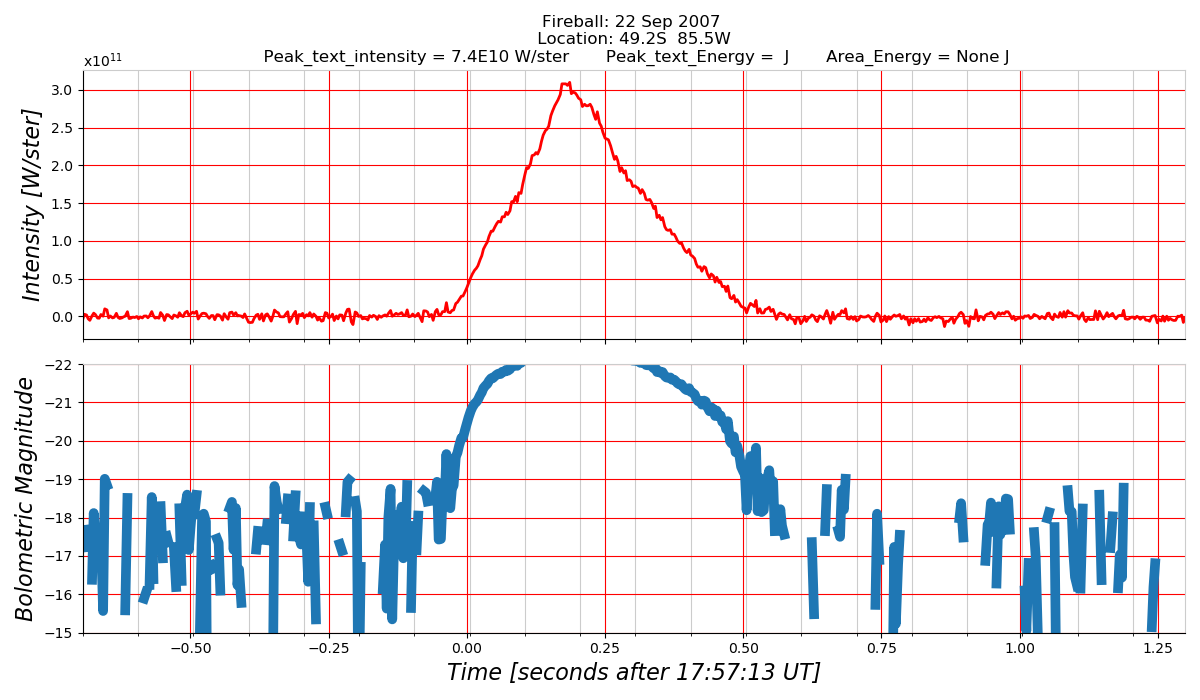 Fireball: 22 Sep 2007
Location: 49.2S  85.5W
Peak_text_intensity = 7.4E10 W/ster       Peak_text_Energy =  J       Area_Energy = None J
x10¹¹
3.0
2.5
2.0
1.5
1.0
0.5
0.0
Intensity [W/ster]
−22
−21
−20
−19
−18
−17
−16
−15
Bolometric Magnitude
−0.50 −0.25 0.00 0.25 0.50 0.75 1.00 1.25
Time [seconds after 17:57:13 UT]